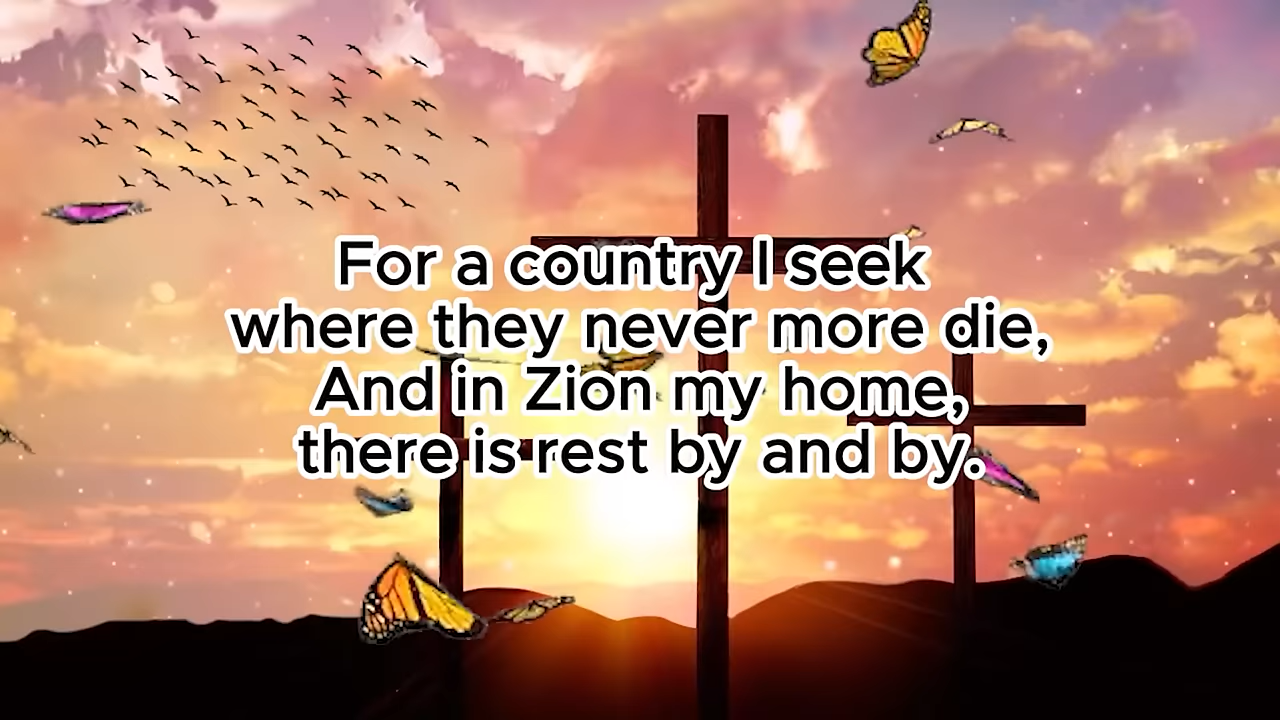 For a country I seek
where they never more die,
And in Zion my home,
there is rest by and by.